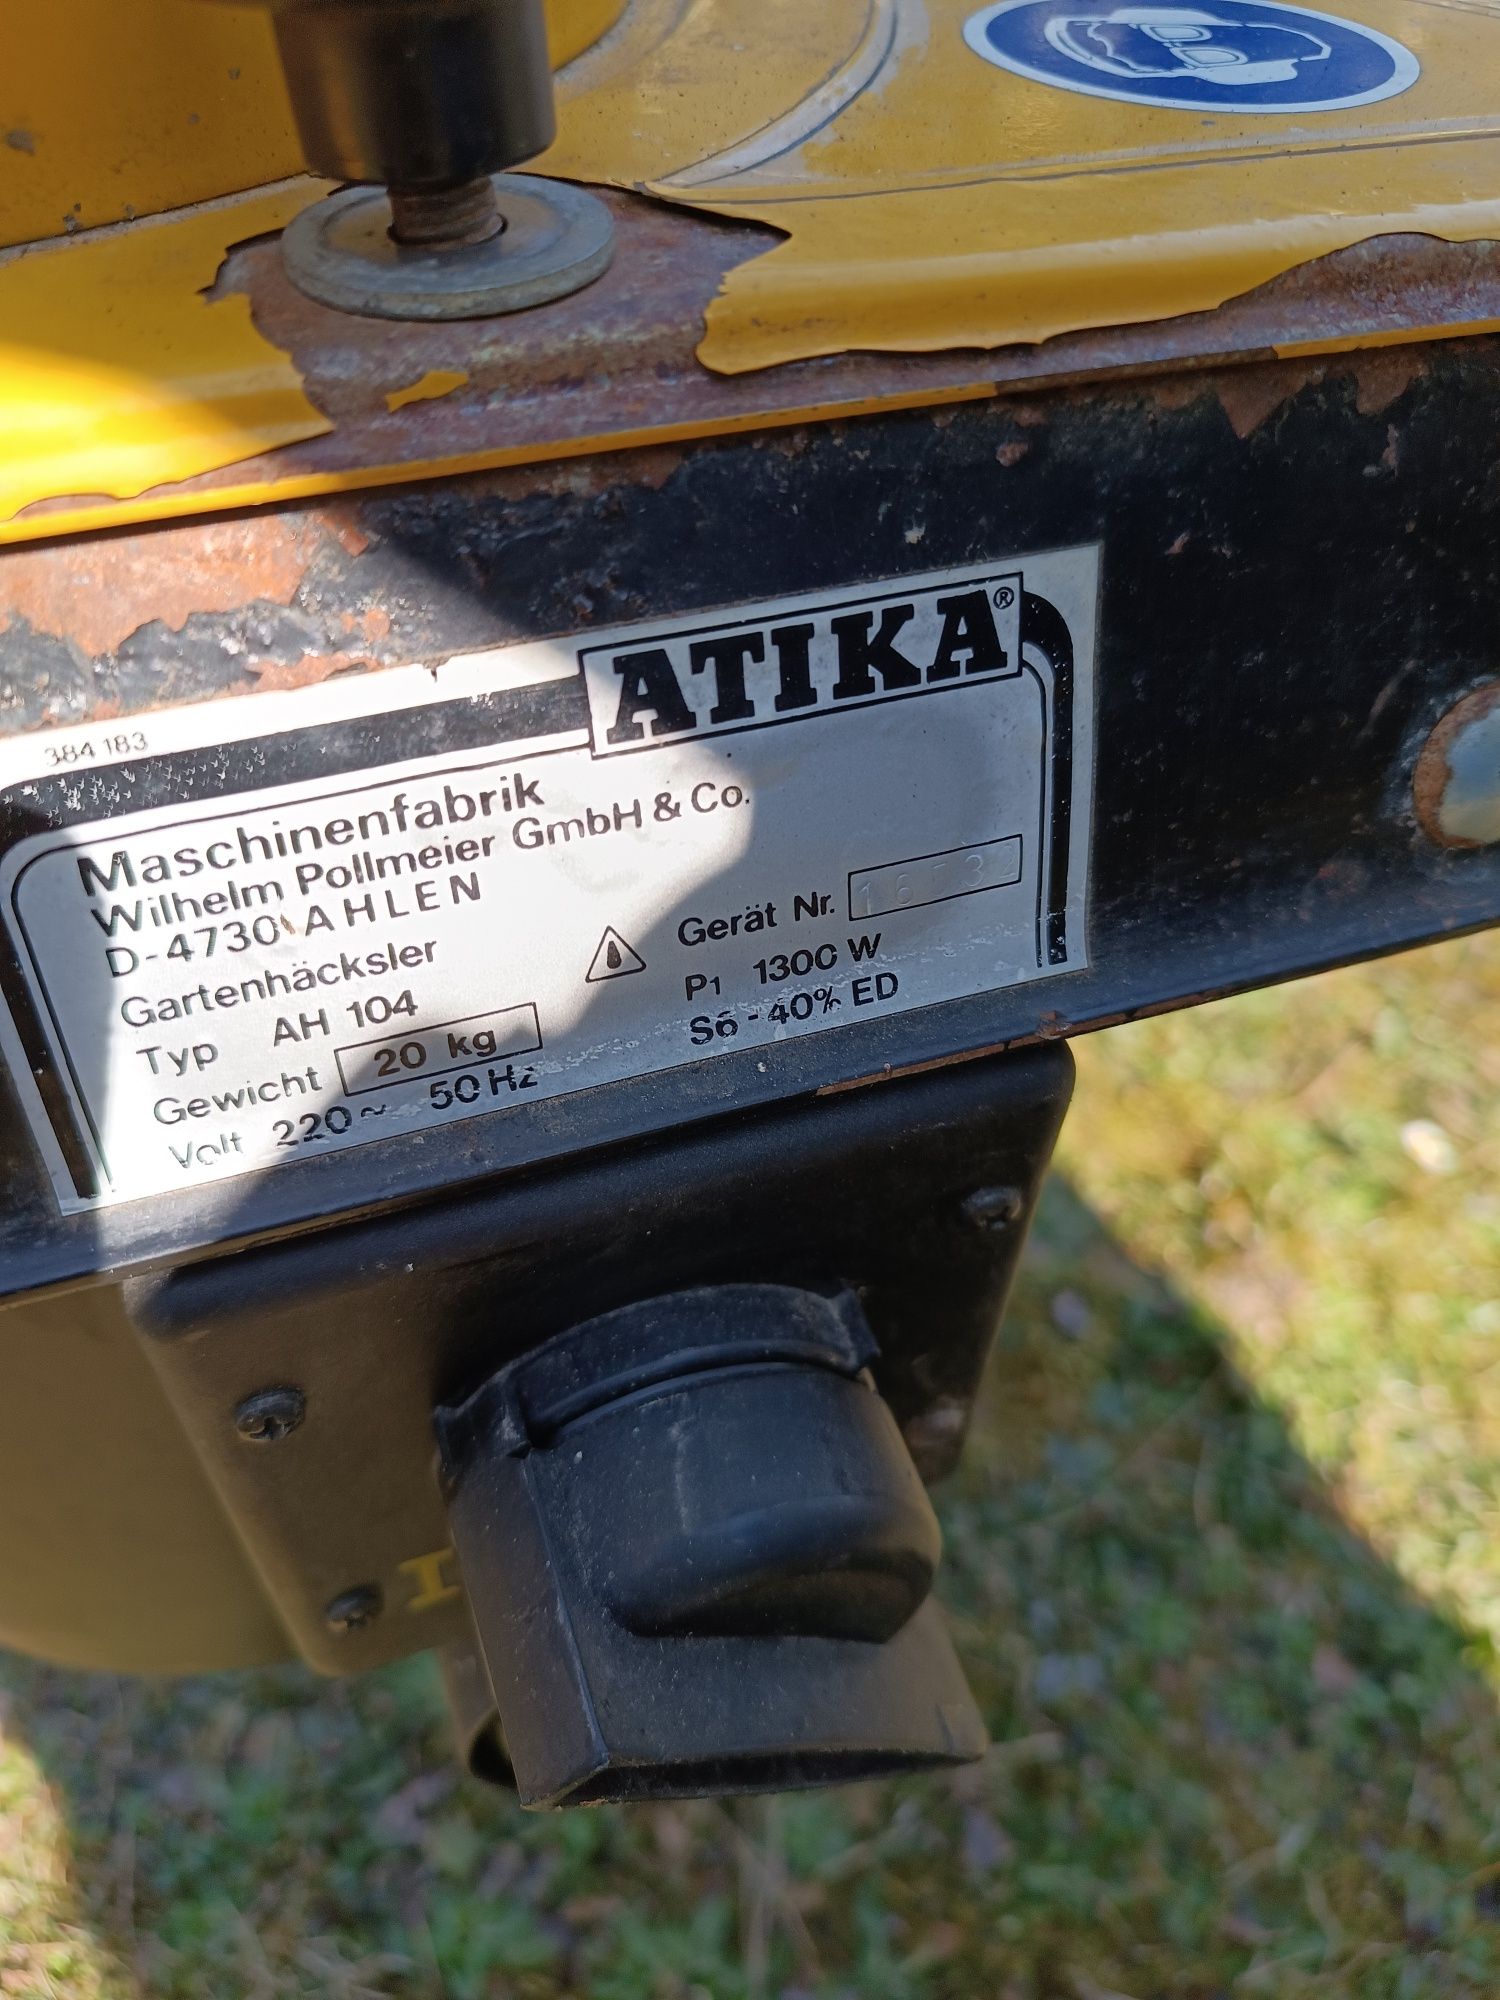 ATIKA®
384 183
Maschinenfabrik
Wilhelm Pollmeier GmbH & Co.
D-4730 AHLEN
Gartenhäcksler
Gerät Nr.
Typ AH 104
P1 1300 W
Gewicht 20 kg
S6 - 40% ED
Volt 220~ 50 Hz